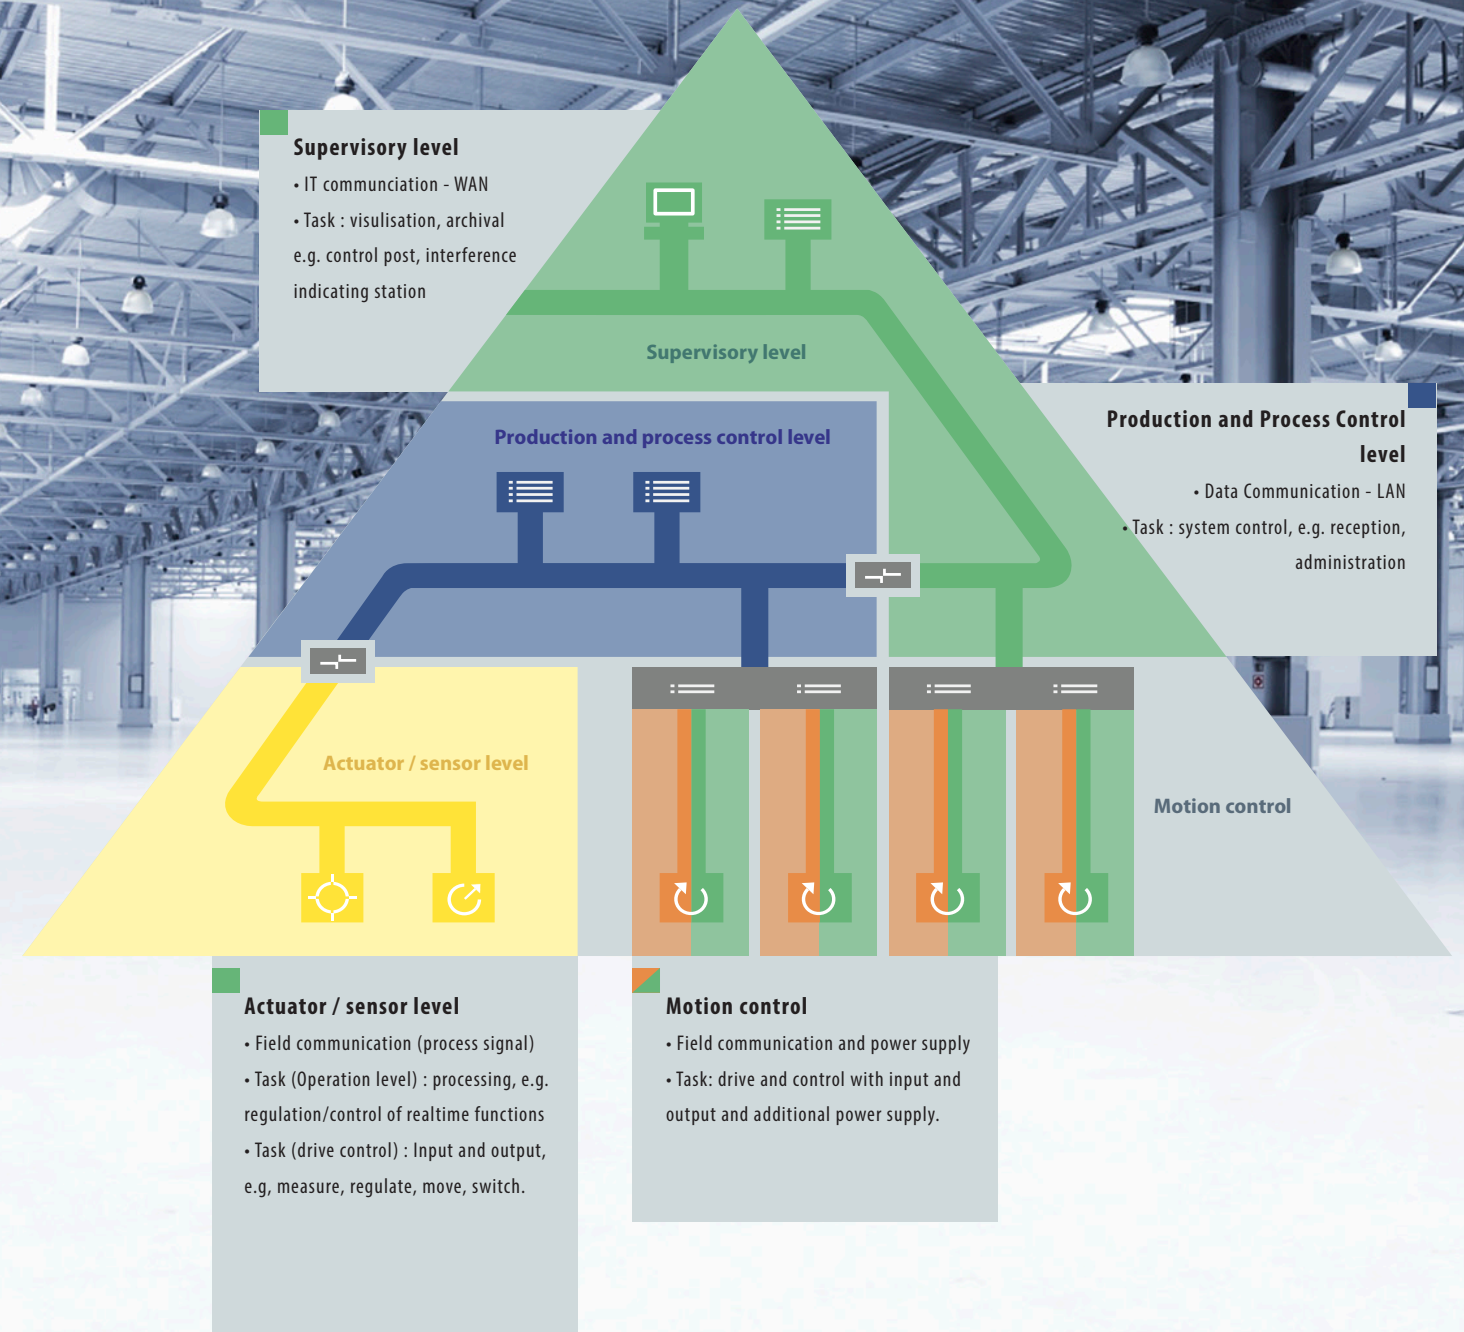 Supervisory level
• IT communciation - WAN
• Task : visulisation, archival
e.g. control post, interference
indicating station
Supervisory level
Production and Process Control
level
• Data Communication - LAN
• Task : system control, e.g. reception,
administration
Production and process control level
Actuator / sensor level
Motion control
Actuator / sensor level
• Field communication (process signal)
• Task (Operation level) : processing, e.g.
regulation/control of realtime functions
• Task (drive control) : Input and output,
e.g, measure, regulate, move, switch.
Motion control
• Field communication and power supply
• Task: drive and control with input and
output and additional power supply.